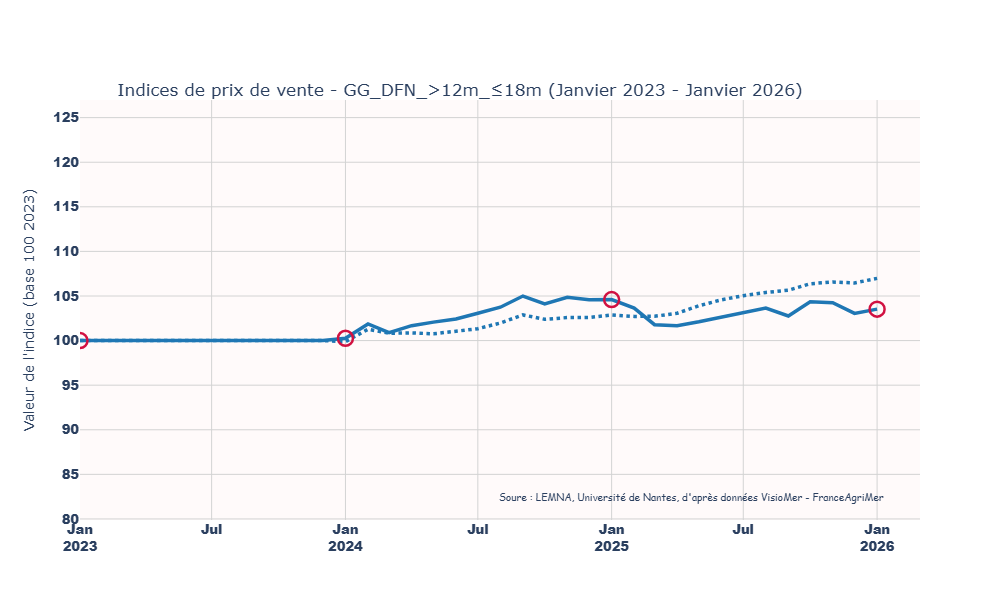 Indices de prix de vente - GG_DFN_>12m_≤18m (Janvier 2023 - Janvier 2026)
Valeur de l'indice (base 100 2023)
125
120
115
110
105
100
95
90
85
80
Soure : LEMNA, Université de Nantes, d'après données VisioMer - FranceAgriMer
Jan Jul Jan Jul Jan Jul Jan
2023 2024 2025 2026